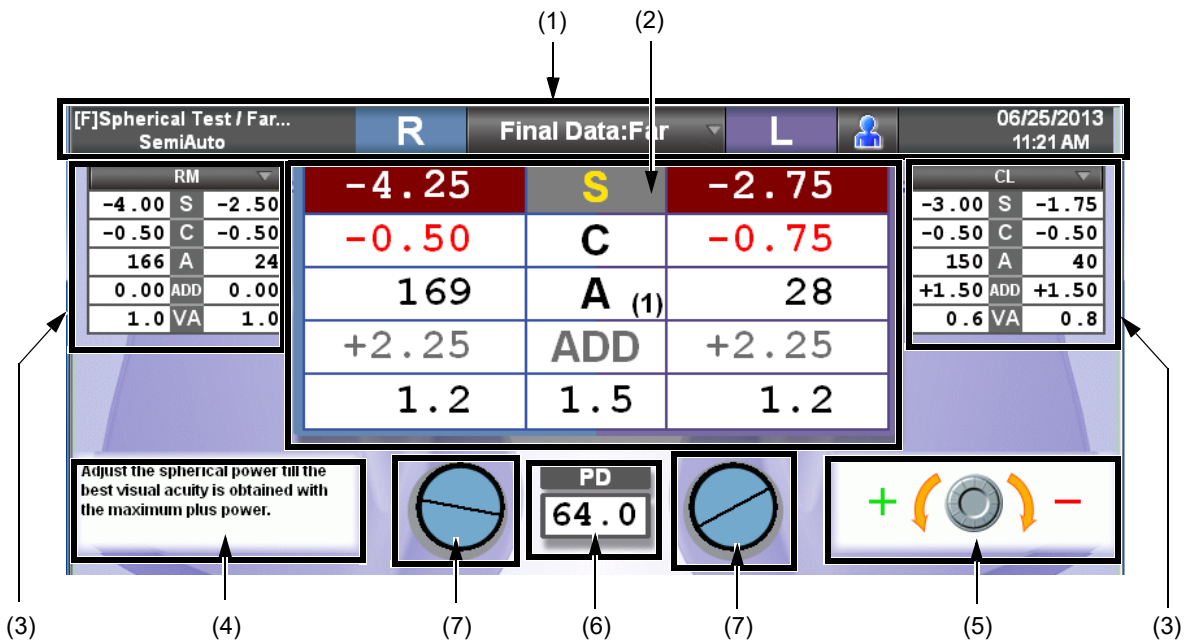 (1)
(2)
[F]Spherical Test / Far...
SemiAuto
R
Final Data:Far
L
06/25/2013
11:21 AM
RM
-4.00 S -2.50
-0.50 C -0.50
166 A 24
0.00 ADD 0.00
1.0 VA 1.0
-4.25 S -2.75
-0.50 C -0.75
169 A (1) 28
+2.25 ADD +2.25
1.2 1.5 1.2
CL
-3.00 S -1.75
-0.50 C -0.50
150 A 40
+1.50 ADD +1.50
0.6 VA 0.8
Adjust the spherical power till the
best visual acuity is obtained with
the maximum plus power.
PD
64.0
+ −
(3)
(4)
(7)
(6)
(7)
(5)
(3)